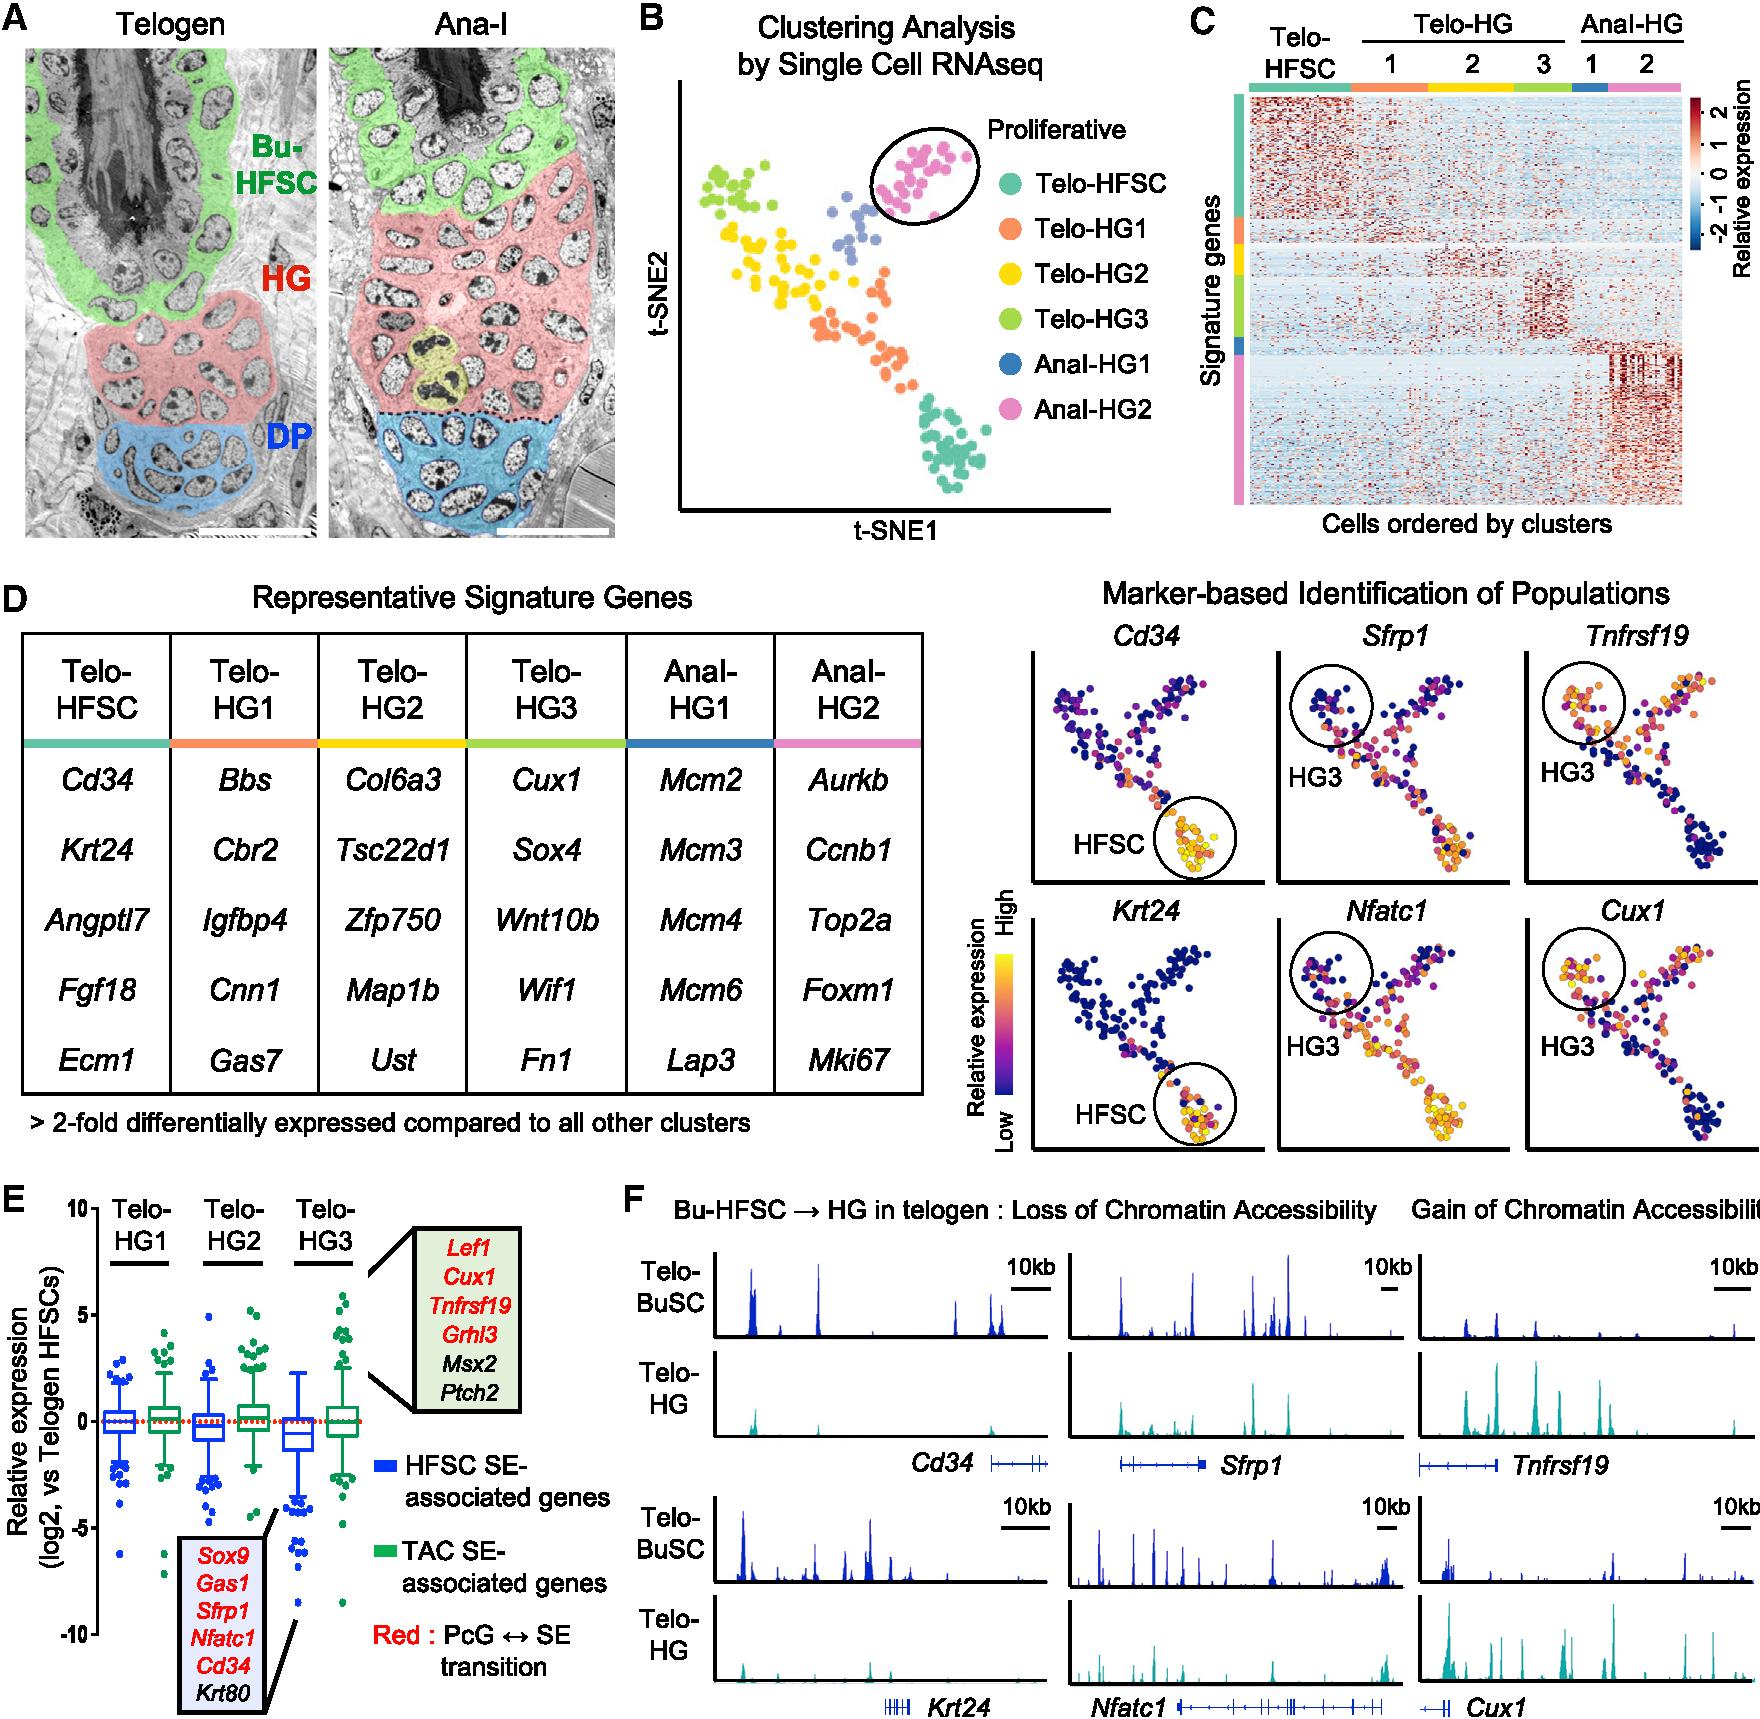 A
Telogen
Ana-I
Bu-
HFSC
HG
DP
B
Clustering Analysis
by Single Cell RNAseq
Proliferative
Telo-HFSC
Telo-HG1
Telo-HG2
Telo-HG3
AnaI-HG1
AnaI-HG2
t-SNE2
t-SNE1
C
Telo-
HFSC
Telo-HG
1
2
3
AnaI-HG
1
2
Signature genes
Cells ordered by clusters
2
1
0
-1
-2
Relative expression
D
Representative Signature Genes
Telo-
HFSC
Telo-
HG1
Telo-
HG2
Telo-
HG3
AnaI-
HG1
AnaI-
HG2
Cd34 Bbs Col6a3 Cux1 Mcm2 Aurkb
Krt24 Cbr2 Tsc22d1 Sox4 Mcm3 Ccnb1
Angptl7 Igfbp4 Zfp750 Wnt10b Mcm4 Top2a
Fgf18 Cnn1 Map1b Wif1 Mcm6 Foxm1
Ecm1 Gas7 Ust Fn1 Lap3 Mki67
> 2-fold differentially expressed compared to all other clusters
Marker-based Identification of Populations
Cd34
HFSC
Sfrp1
HG3
Tnfrsf19
HG3
Krt24
HFSC
Nfatc1
HG3
Cux1
HG3
Relative expression
Low
High
E
Relative expression
(log2, vs Telogen HFSCs)
10
5
0
-5
-10
Telo-
HG1
Telo-
HG2
Telo-
HG3
Lef1
Cux1
Tnfrsf19
Grhl3
Msx2
Ptch2
Sox9
Gas1
Sfrp1
Nfatc1
Cd34
Krt80
HFSC SE-
associated genes
TAC SE-
associated genes
Red : PcG ↔ SE
transition
F
Bu-HFSC → HG in telogen : Loss of Chromatin Accessibility
Gain of Chromatin Accessibilit
Telo-
BuSC
10kb
10kb
10kb
Telo-
HG
Cd34
Sfrp1
Tnfrsf19
Telo-
BuSC
10kb
10kb
10kb
Telo-
HG
Krt24
Nfatc1
Cux1